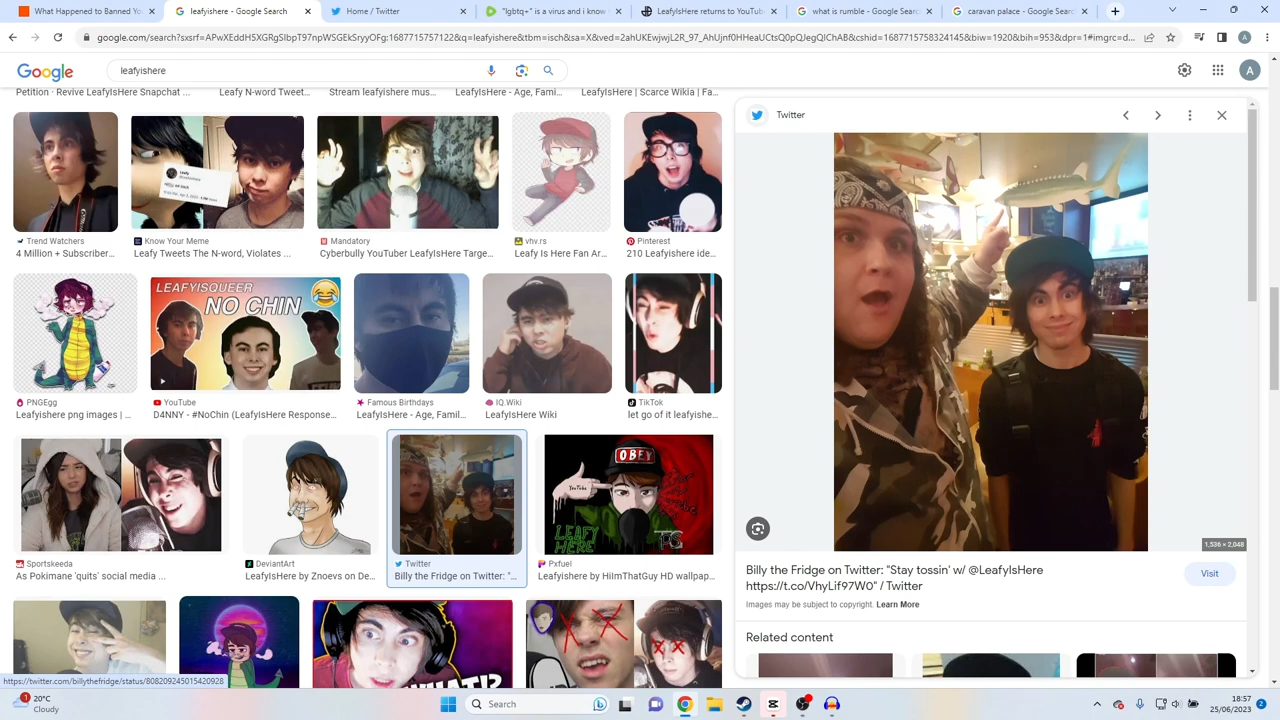 What Happened to Banned Yo
leafyishere - Google Search
Home / Twitter
"lgbtq+" is a virus and i know
LeafyIsHere returns to YouTub
what is rumble - Google Search
caravan palace - Google Searc
google.com/search?sxsrf=APwXEddH5XGRgSIbpT97npWSGEkSryyOFg:1687715757122&q=leafyishere&tbm=isch&sa=X&ved=2ahUKEwjwjL2R_97_AhUjnf0HHeaUCtsQ0pQJegQIChAB&cshid=1687715758324145&biw=1920&bih=953&dpr=1#imgrc=d...
A
Google
leafyishere
A
Petition · Revive LeafyIsHere Snapchat ...
Leafy N-word Tweet...
Stream leafyishere mus...
LeafyIsHere - Age, Fami...
LeafyIsHere | Scarce Wikia | Fa...
Twitter
Leafy
Trend Watchers
Know Your Meme
Mandatory
vhv.rs
Pinterest
4 Million + Subscriber...
Leafy Tweets The N-word, Violates ...
Cyberbully YouTuber LeafyIsHere Targe...
Leafy Is Here Fan Ar...
210 Leafyishere ide...
LEAFYISQUEER
NO CHIN
PNGEgg
YouTube
Famous Birthdays
IQ.Wiki
TikTok
Leafyishere png images | ...
D4NNY - #NoChin (LeafyIsHere Response...
LeafyIsHere - Age, Famil...
LeafyIsHere Wiki
let go of it leafyishe...
OBEY
YouTube
LEAFY
HERE
Sportskeeda
DeviantArt
Twitter
Pxfuel
As Pokimane 'quits' social media ...
LeafyIsHere by Znoevs on De...
Billy the Fridge on Twitter: "...
Leafyishere by HiImThatGuy HD wallpap...
1,536 × 2,048
Billy the Fridge on Twitter: "Stay tossin' w/ @LeafyIsHere
https://t.co/VhyLif97W0" / Twitter
Visit
Images may be subject to copyright. Learn More
Related content
https://twitter.com/billythefridge/status/808209245015420928
1
20°C
Cloudy
Search
18:57
25/06/2023
2